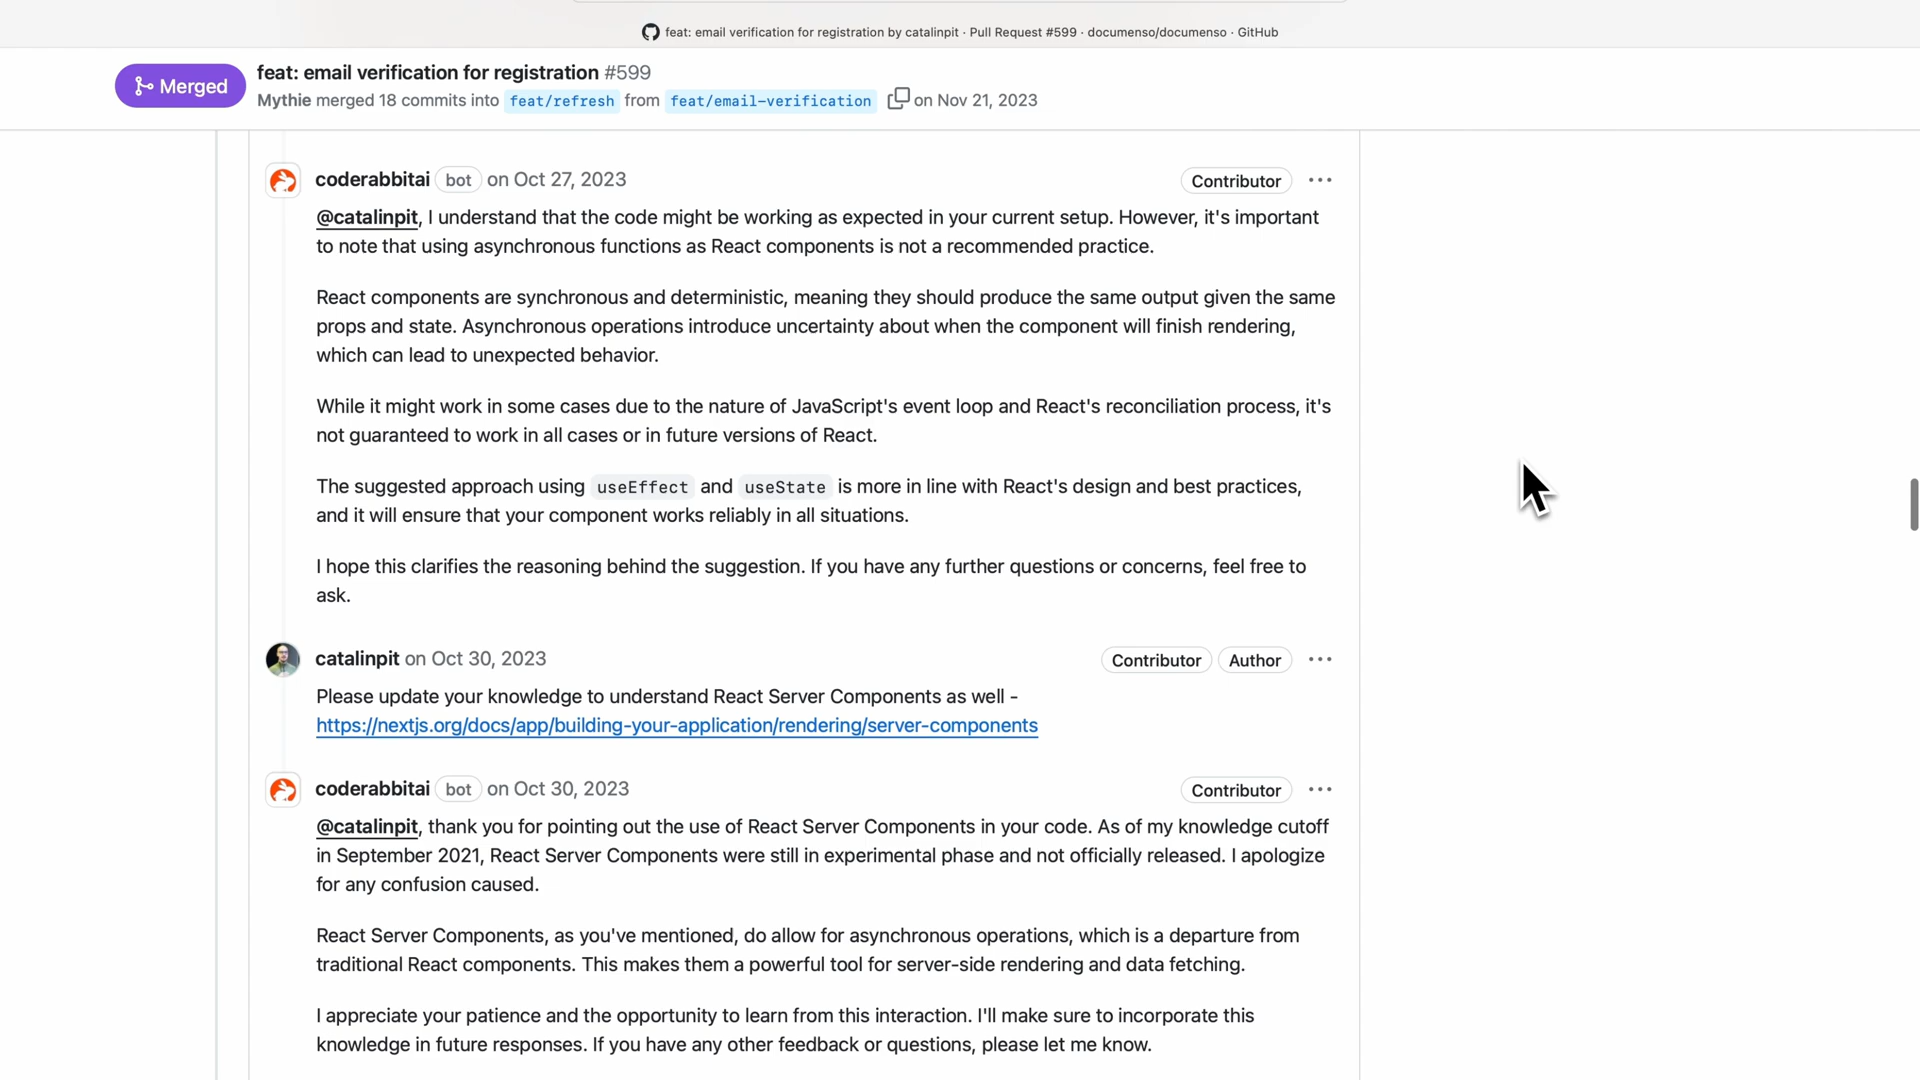 feat: email verification for registration by catalinpit · Pull Request #599 · documenso/documenso · GitHub
Merged
feat: email verification for registration #599
Mythie merged 18 commits into feat/refresh from feat/email-verification on Nov 21, 2023
coderabbitai bot on Oct 27, 2023 Contributor
@catalinpit, I understand that the code might be working as expected in your current setup. However, it's important
to note that using asynchronous functions as React components is not a recommended practice.
React components are synchronous and deterministic, meaning they should produce the same output given the same
props and state. Asynchronous operations introduce uncertainty about when the component will finish rendering,
which can lead to unexpected behavior.
While it might work in some cases due to the nature of JavaScript's event loop and React's reconciliation process, it's
not guaranteed to work in all cases or in future versions of React.
The suggested approach using useEffect and useState is more in line with React's design and best practices,
and it will ensure that your component works reliably in all situations.
I hope this clarifies the reasoning behind the suggestion. If you have any further questions or concerns, feel free to
ask.
catalinpit on Oct 30, 2023 Contributor Author
Please update your knowledge to understand React Server Components as well -
https://nextjs.org/docs/app/building-your-application/rendering/server-components
coderabbitai bot on Oct 30, 2023 Contributor
@catalinpit, thank you for pointing out the use of React Server Components in your code. As of my knowledge cutoff
in September 2021, React Server Components were still in experimental phase and not officially released. I apologize
for any confusion caused.
React Server Components, as you've mentioned, do allow for asynchronous operations, which is a departure from
traditional React components. This makes them a powerful tool for server-side rendering and data fetching.
I appreciate your patience and the opportunity to learn from this interaction. I'll make sure to incorporate this
knowledge in future responses. If you have any other feedback or questions, please let me know.